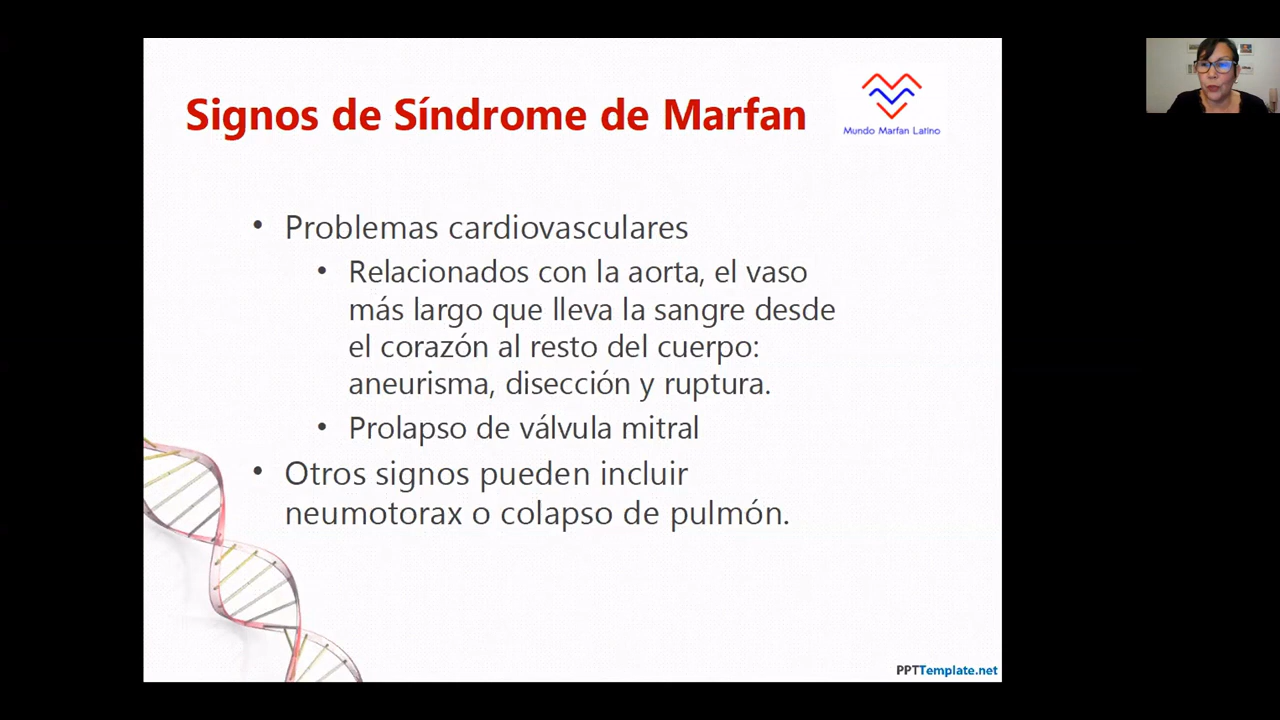 Signos de Síndrome de Marfan
Mundo Marfan Latino
• Problemas cardiovasculares
• Relacionados con la aorta, el vaso
más largo que lleva la sangre desde
el corazón al resto del cuerpo:
aneurisma, disección y ruptura.
• Prolapso de válvula mitral
• Otros signos pueden incluir
neumotorax o colapso de pulmón.
PPTTemplate.net